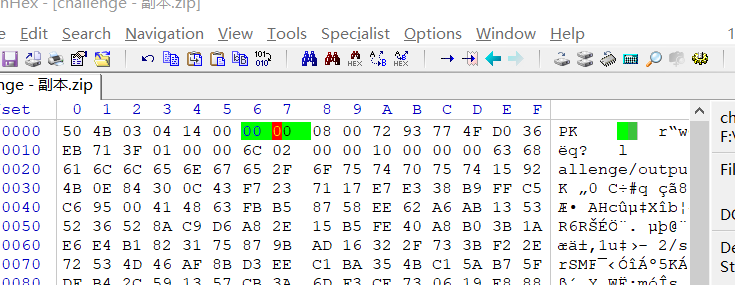 nHex - [challenge - 副本.zip]
e Edit Search Navigation View Tools Specialist Options Window Help 1
nge - 副本.zip
set 0 1 2 3 4 5 6 7 8 9 A B C D E F
0000 50 4B 03 04 14 00 00 00 08 00 72 93 77 4F D0 36 PK r“w ch
0010 EB 71 3F 01 00 00 6C 02 00 00 10 00 00 00 63 68 ëq? l F:\
0020 61 6C 6C 65 6E 67 65 2F 6F 75 74 70 75 74 15 92 allenge/outpu
0030 4B 0E 84 30 0C 43 F7 23 71 17 E7 E3 38 B9 FF C5 K „0 C÷#q çã8 Fil
0040 C6 95 00 41 48 63 FB B5 87 58 EE 62 A6 AB 13 53 Æ• AHcûµ‡Xîb¦
0050 52 36 52 8A C9 D6 A8 2E 15 B5 FE 40 A8 B0 3B 1A R6RŠÉÖ¨. µþ@¨
0060 E6 E4 B1 82 31 75 87 9B AD 16 32 2F 73 3B F2 2E æä±‚1u‡›- 2/s DO
0070 72 53 4D 46 AF 8B D3 EE C1 BA 35 4B C1 5A B7 5F rSMF¯‹ÓîÁº5KÁ De
DE B4 2C 59 13 57 CB 3A 6D F3 CE 73 06 19 E8 88 St